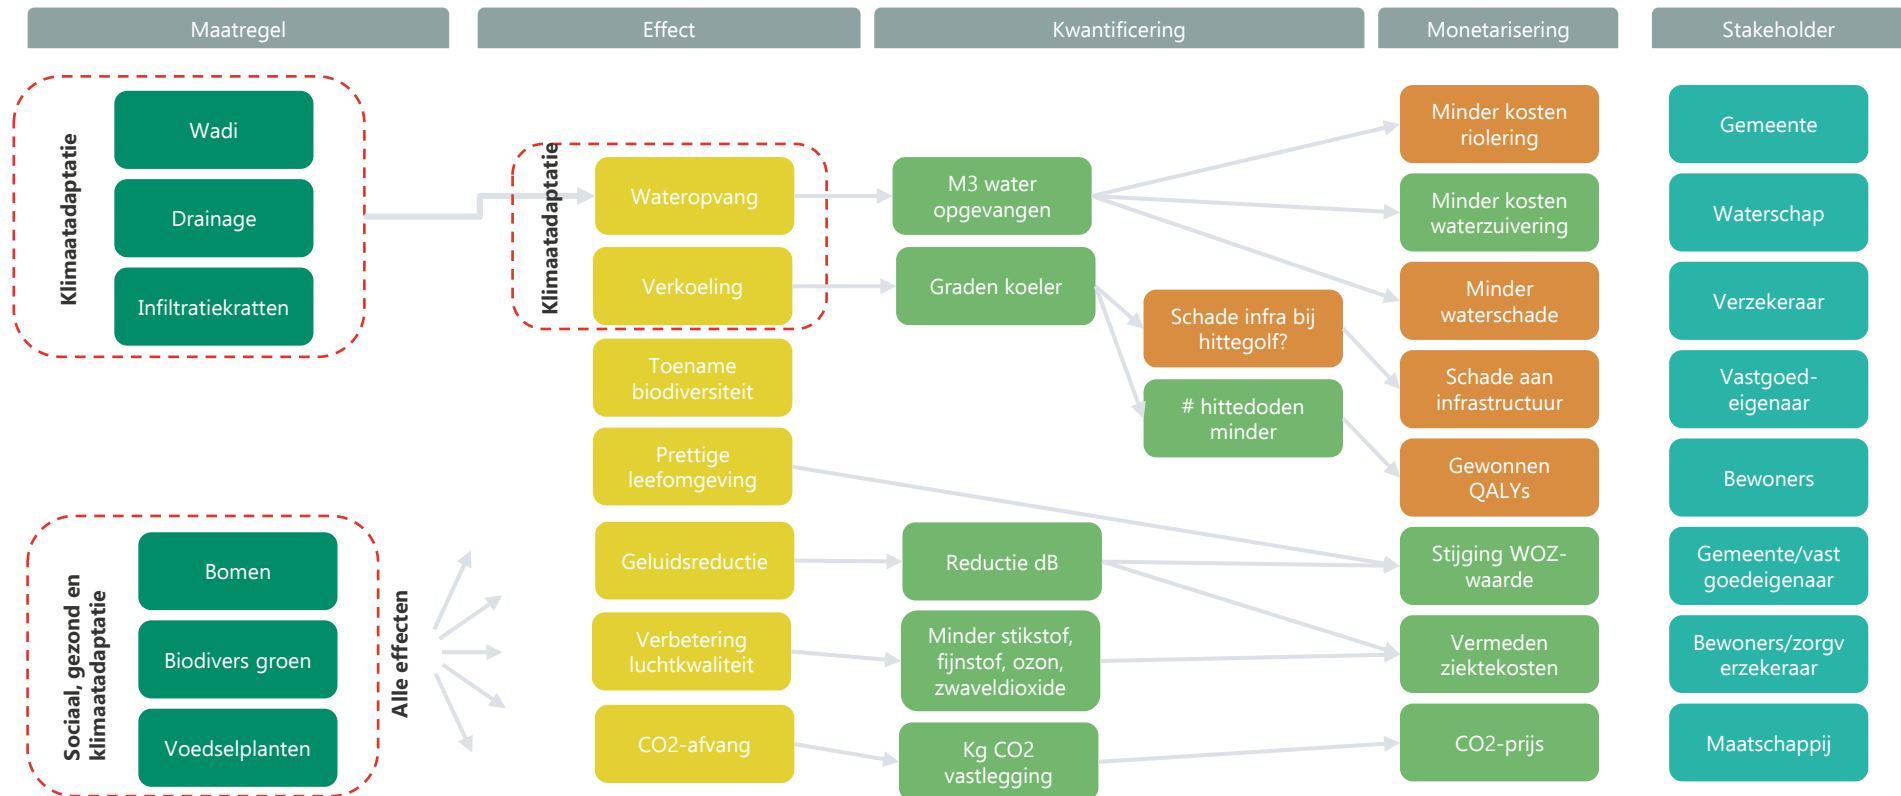 Maatregel
Effect
Kwantificering
Monetarisering
Stakeholder
Klimaatadaptatie
Wadi
Drainage
Infiltratiekratten
Sociaal, gezond en
klimaatadaptatie
Bomen
Biodivers groen
Voedselplanten
Alle effecten
Klimaatadaptatie
Wateropvang
Verkoeling
Toename
biodiversiteit
Prettige
leefomgeving
Geluidsreductie
Verbetering
luchtkwaliteit
CO2-afvang
M3 water
opgevangen
Graden koeler
Schade infra bij
hittegolf?
# hittedoden
minder
Reductie dB
Minder stikstof,
fijnstof, ozon,
zwaveldioxide
Kg CO2
vastlegging
Minder kosten
riolering
Minder kosten
waterzuivering
Minder
waterschade
Schade aan
infrastructuur
Gewonnen
QALYs
Stijging WOZ-
waarde
Vermeden
ziektekosten
CO2-prijs
Gemeente
Waterschap
Verzekeraar
Vastgoed-
eigenaar
Bewoners
Gemeente/vast
goedeigenaar
Bewoners/zorgv
erzekeraar
Maatschappij